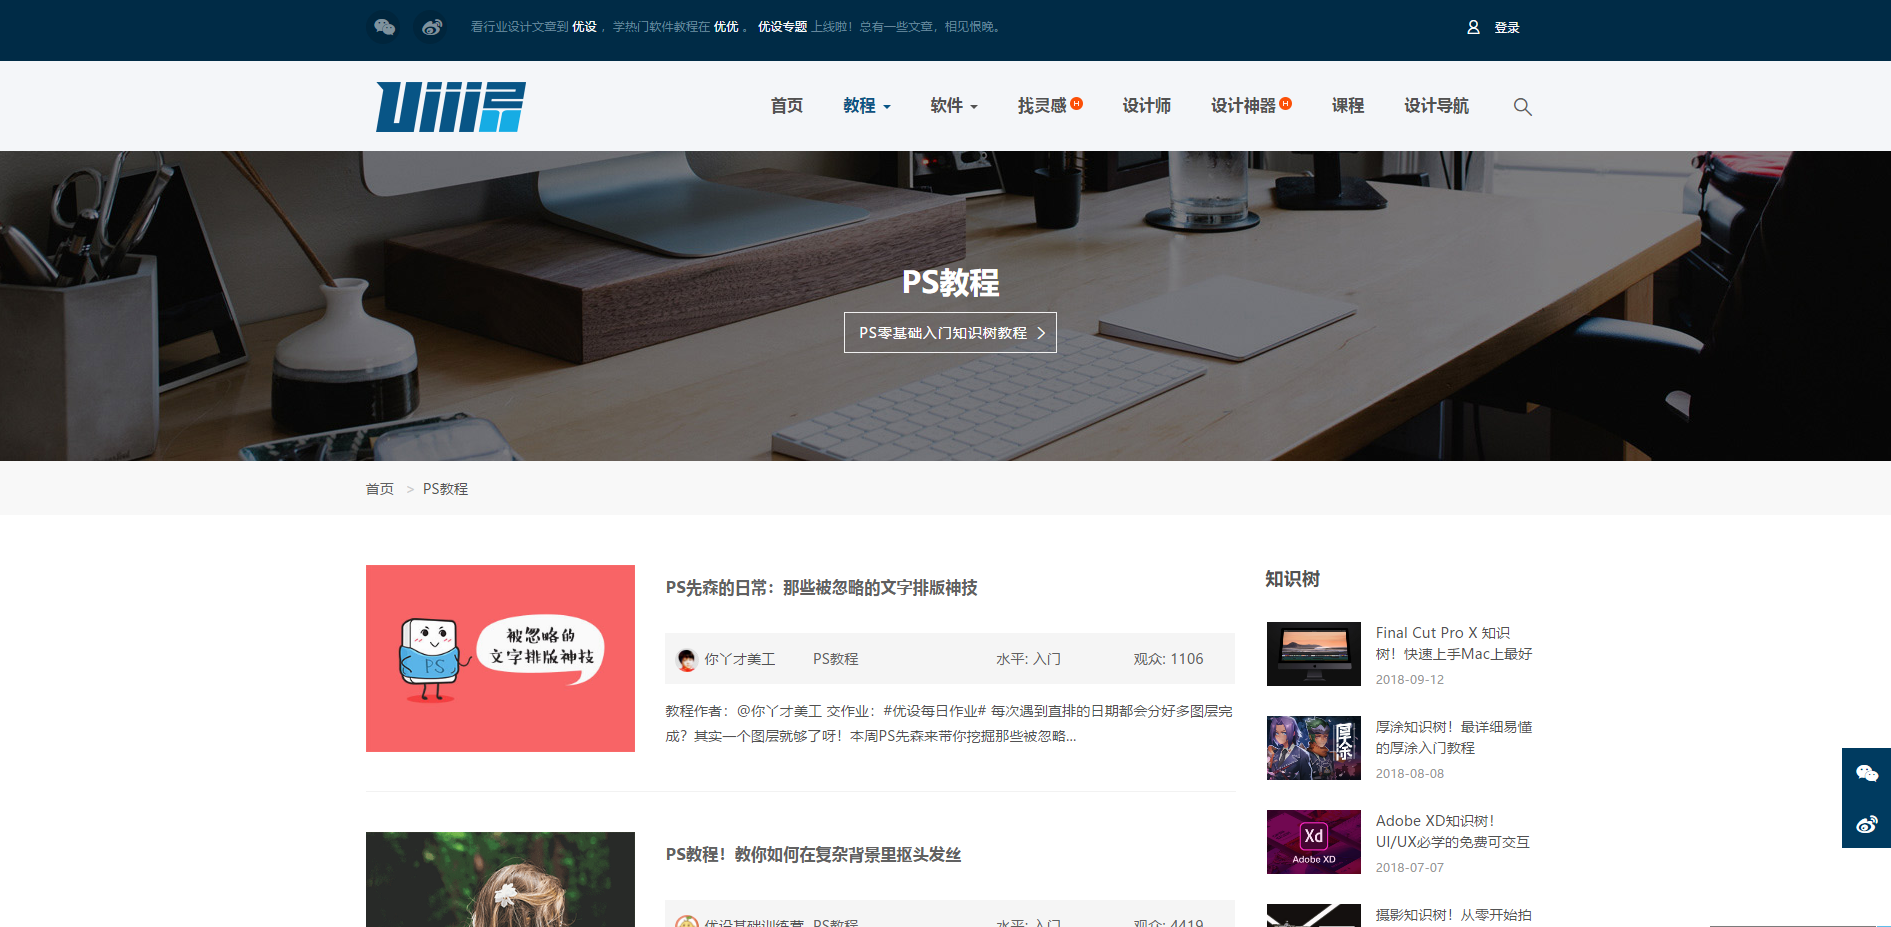 看行业设计文章到 优设 ，学热门软件教程在 优优 。 优设专题 上线啦！总有一些文章，相见恨晚。
登录
首页 教程 软件 找灵感 H 设计师 设计神器 H 课程 设计导航
PS教程
PS零基础入门知识树教程 >
首页 > PS教程
被忽略的
文字排版神技
PS
PS先森的日常：那些被忽略的文字排版神技
你丫才美工 PS教程 水平: 入门 观众: 1106
教程作者：@你丫才美工 交作业：#优设每日作业# 每次遇到直排的日期都会分好多图层完
成？其实一个图层就够了呀！本周PS先森来带你挖掘那些被忽略...
PS教程！教你如何在复杂背景里抠头发丝
优设基础训练营 PS教程 水平: 入门 观众: 4419
知识树
Final Cut Pro X 知识
树！快速上手Mac上最好
2018-09-12
厚涂
厚涂知识树！最详细易懂
的厚涂入门教程
2018-08-08
Xd
Adobe XD
Adobe XD知识树！
UI/UX必学的免费可交互
2018-07-07
摄影知识树！从零开始拍